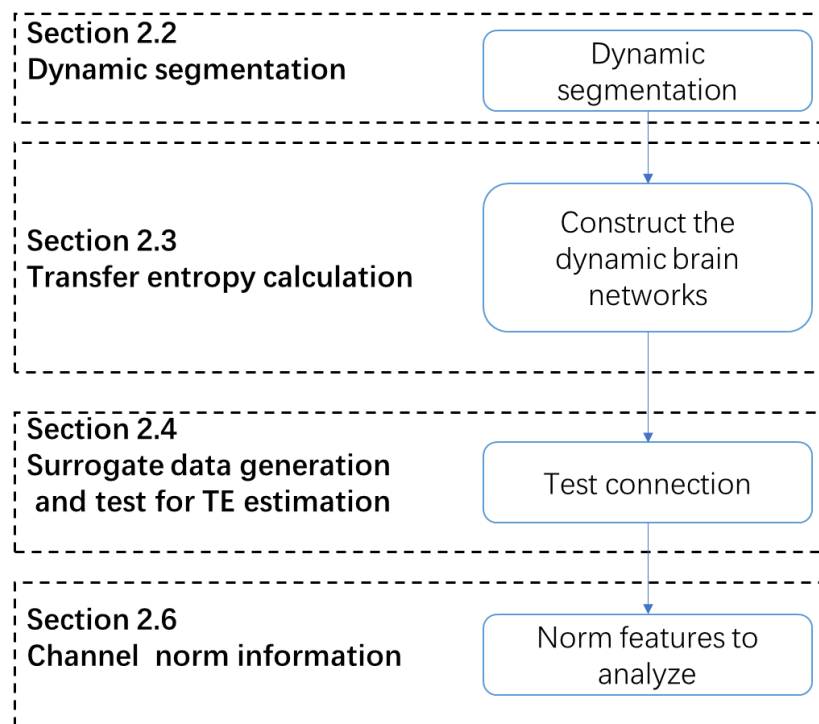 Section 2.2
Dynamic segmentation
Dynamic
segmentation
Section 2.3
Transfer entropy calculation
Construct the
dynamic brain
networks
Section 2.4
Surrogate data generation
and test for TE estimation
Test connection
Section 2.6
Channel norm information
Norm features to
analyze